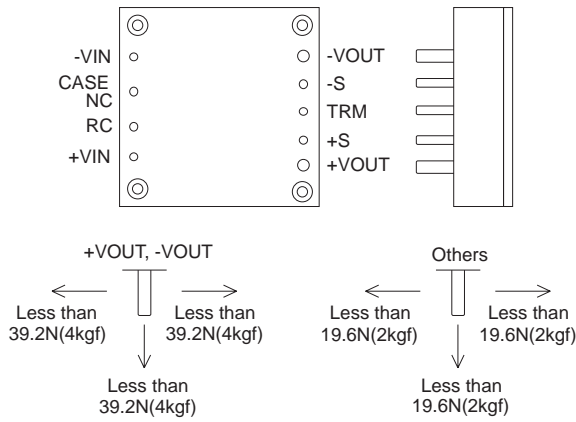 -VIN
CASE
NC
RC
+VIN
-VOUT
-S
TRM
+S
+VOUT
+VOUT, -VOUT
Less than
39.2N(4kgf)
Less than
39.2N(4kgf)
Less than
39.2N(4kgf)
Others
Less than
19.6N(2kgf)
Less than
19.6N(2kgf)
Less than
19.6N(2kgf)